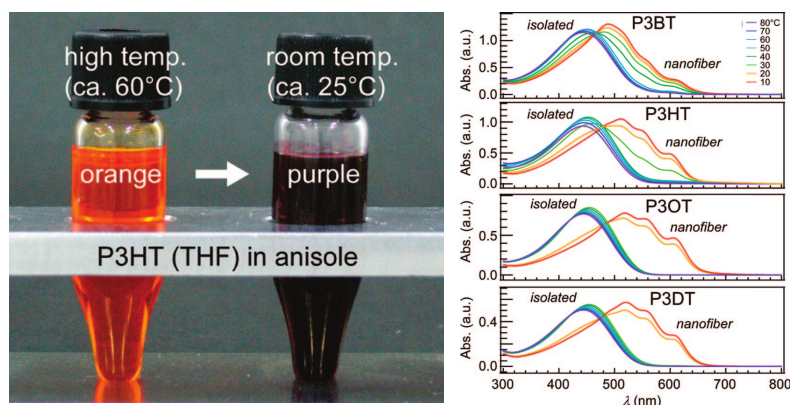 high temp.
(ca. 60°C)
room temp.
(ca. 25°C)
orange
purple
P3HT (THF) in anisole
P3BT
isolated
nanofiber
80°C
70
60
50
40
30
20
10
Abs. (a.u.)
1.0
0.5
0.0
P3HT
isolated
nanofiber
Abs. (a.u.)
1.0
0.5
0.0
P3OT
isolated
nanofiber
Abs. (a.u.)
0.5
0.0
P3DT
isolated
nanofiber
Abs. (a.u.)
0.4
0.0
300 400 500 600 700 800
λ (nm)